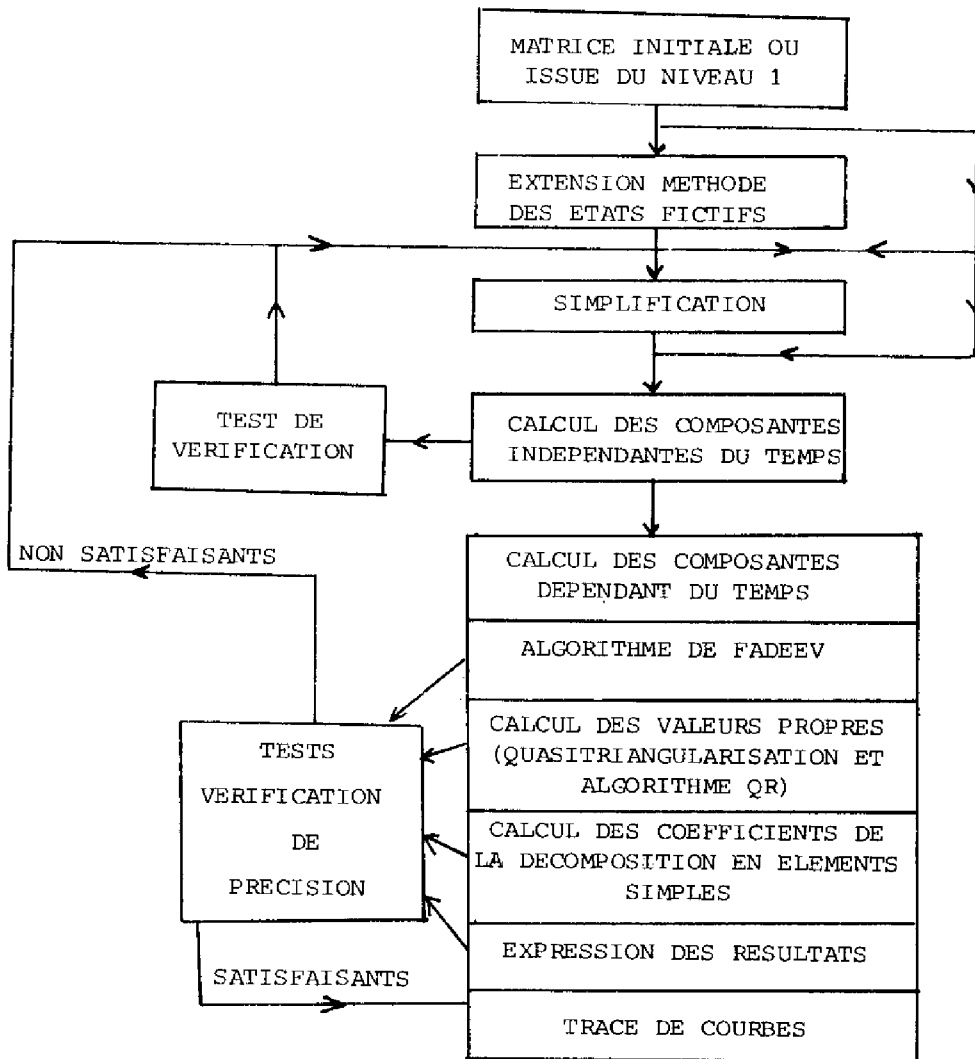 MATRICE INITIALE OU
ISSUE DU NIVEAU 1
EXTENSION METHODE
DES ETATS FICTIFS
SIMPLIFICATION
TEST DE
VERIFICATION
CALCUL DES COMPOSANTES
INDEPENDANTES DU TEMPS
NON SATISFAISANTS
CALCUL DES COMPOSANTES
DEPENDANT DU TEMPS
ALGORITHME DE FADEEV
CALCUL DES VALEURS PROPRES
(QUASITRIANGULARISATION ET
ALGORITHME QR)
TESTS
VERIFICATION
DE
PRECISION
CALCUL DES COEFFICIENTS DE
LA DECOMPOSITION EN ELEMENTS
SIMPLES
EXPRESSION DES RESULTATS
SATISFAISANTS
TRACE DE COURBES